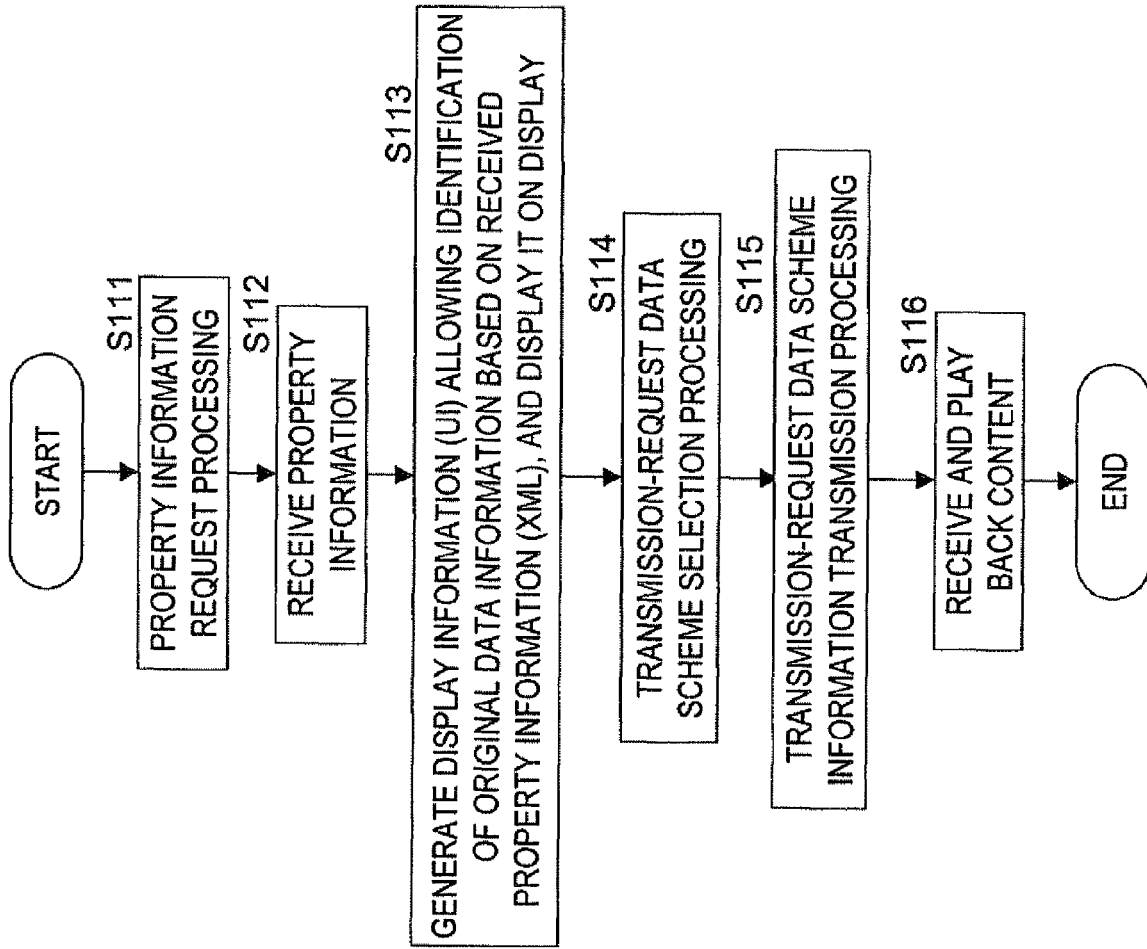 START
S111
PROPERTY INFORMATION
REQUEST PROCESSING
S112
RECEIVE PROPERTY
INFORMATION
S113
GENERATE DISPLAY INFORMATION (UI) ALLOWING IDENTIFICATION
OF ORIGINAL DATA INFORMATION BASED ON RECEIVED
PROPERTY INFORMATION (XML), AND DISPLAY IT ON DISPLAY
S114
TRANSMISSION-REQUEST DATA
SCHEME SELECTION PROCESSING
S115
TRANSMISSION-REQUEST DATA SCHEME
INFORMATION TRANSMISSION PROCESSING
S116
RECEIVE AND PLAY
BACK CONTENT
END